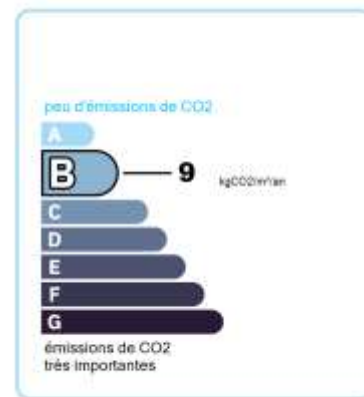 peu d'émissions de CO2
A
B 9 kgCO2/m²/an
C
D
E
F
G
émissions de CO2
très importantes